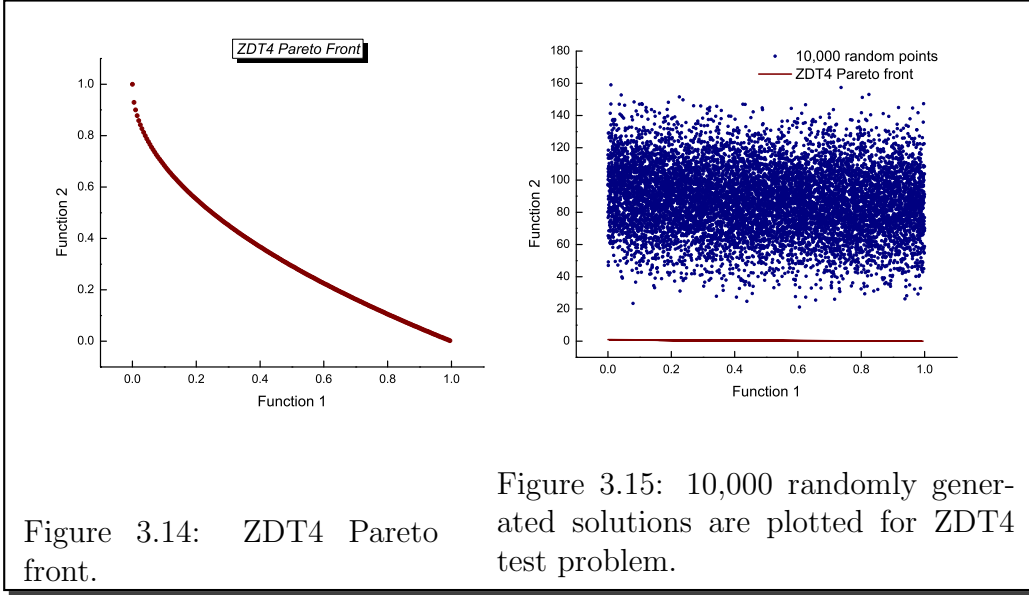 ZDT4 Pareto Front
1.0
0.8
0.6
0.4
0.2
0.0
Function 2
0.0 0.2 0.4 0.6 0.8 1.0
Function 1
Figure 3.14: ZDT4 Pareto
front.
10,000 random points
ZDT4 Pareto front
180
160
140
120
100
80
60
40
20
0
Function 2
0.0 0.2 0.4 0.6 0.8 1.0
Function 1
Figure 3.15: 10,000 randomly gener-
ated solutions are plotted for ZDT4
test problem.